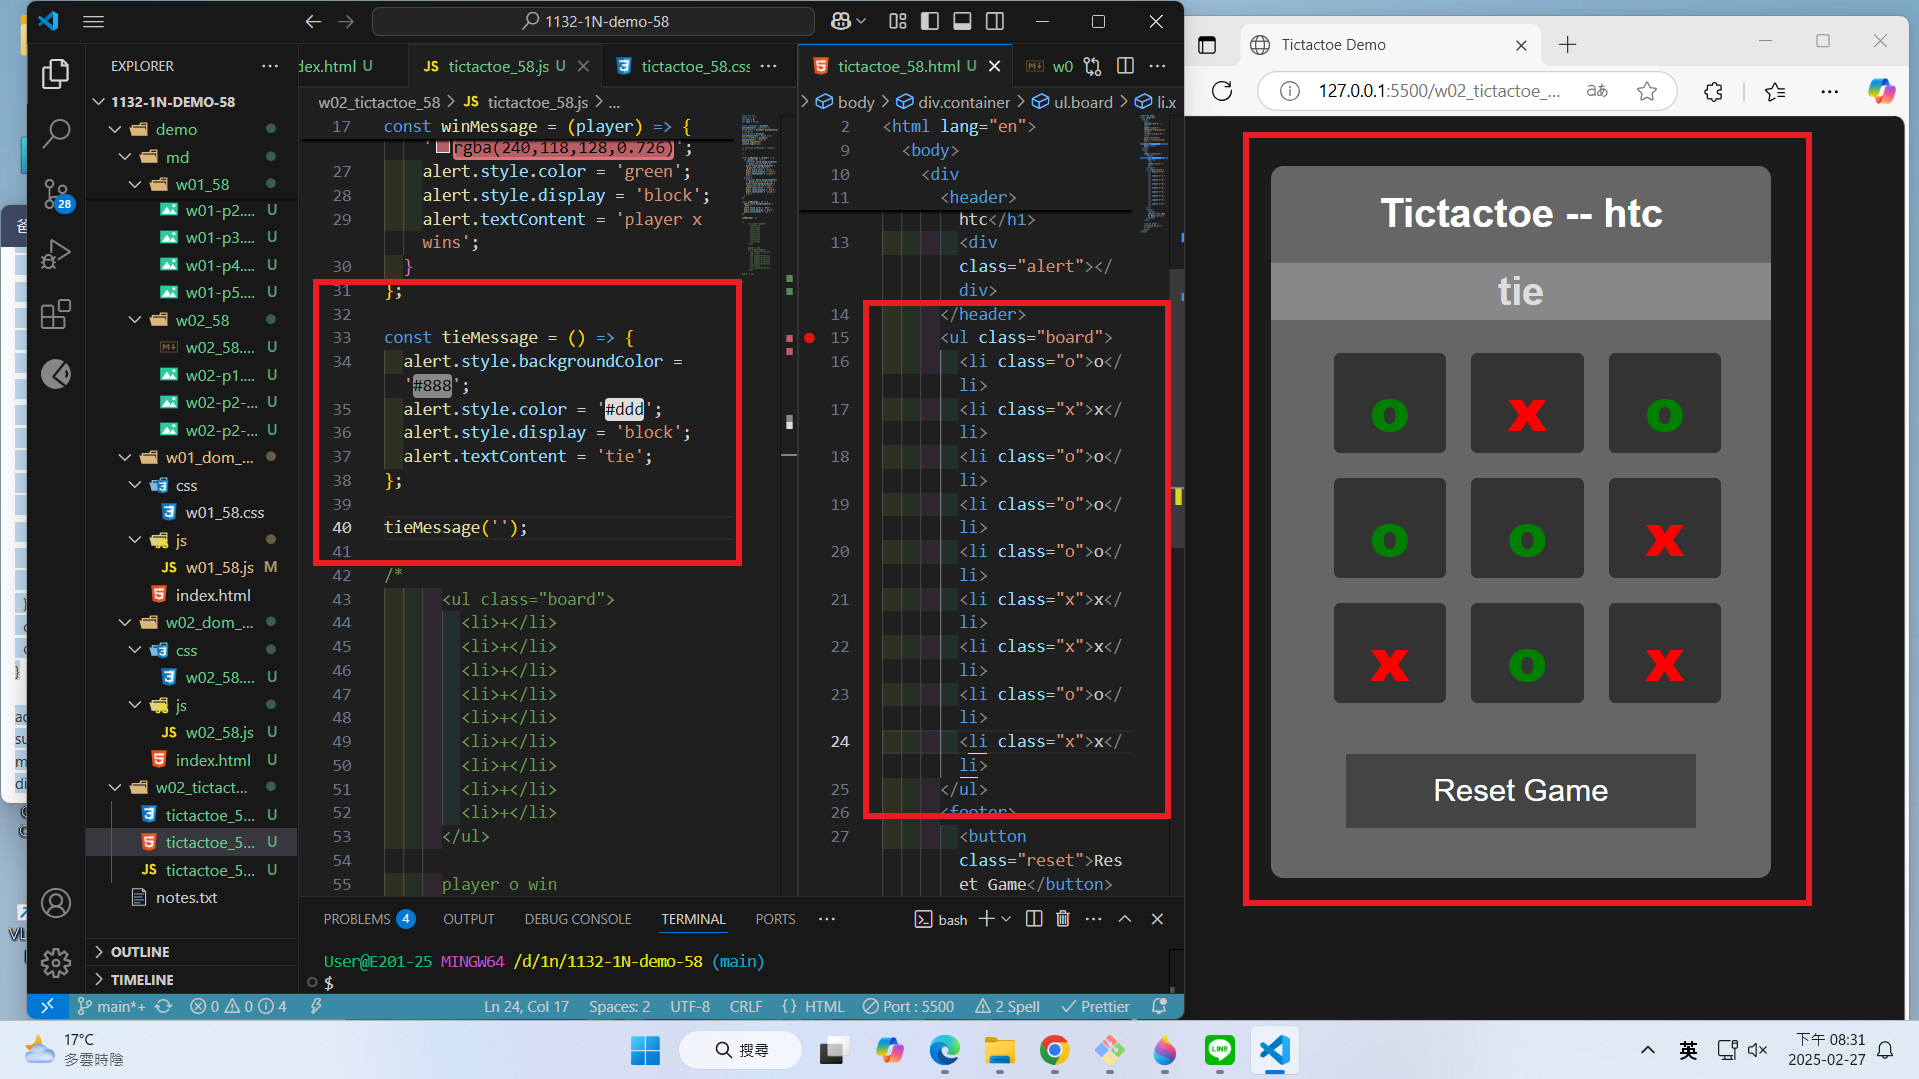 1132-1N-demo-58
EXPLORER
1132-1N-DEMO-58
demo
md
w01_58
w01-p2.... U
w01-p3.... U
w01-p4.... U
w01-p5.... U
w02_58
w02_58.... U
w02-p1.... U
w02-p2-... U
w02-p2-... U
w01_dom_...
css
w01_58.css
js
w01_58.js M
index.html
w02_dom_...
css
w02_58.... U
js
w02_58.js U
index.html U
w02_tictact...
tictactoe_5... U
tictactoe_5... U
tictactoe_5... U
notes.txt
OUTLINE
TIMELINE
dex.html U
JS tictactoe_58.js U
tictactoe_58.css
w02_tictactoe_58 > JS tictactoe_58.js > ...
17 const winMessage = (player) => {
'rgba(240,118,128,0.726)';
27 alert.style.color = 'green';
28 alert.style.display = 'block';
29 alert.textContent = 'player x
wins';
30 }
31 };
32
33 const tieMessage = () => {
34 alert.style.backgroundColor =
'#888';
35 alert.style.color = '#ddd';
36 alert.style.display = 'block';
37 alert.textContent = 'tie';
38 };
39
40 tieMessage('');
41
42 /*
43 <ul class="board">
44 <li>+</li>
45 <li>+</li>
46 <li>+</li>
47 <li>+</li>
48 <li>+</li>
49 <li>+</li>
50 <li>+</li>
51 <li>+</li>
52 <li>+</li>
53 </ul>
54
55 player o win
tictactoe_58.html U
w0
body > div.container > ul.board > li.x
2 <html lang="en">
9 <body>
10 <div
11 <header>
htc</h1>
13 <div
class="alert"></
div>
14 </header>
15 <ul class="board">
16 <li class="o">o</
li>
17 <li class="x">x</
li>
18 <li class="o">o</
li>
19 <li class="o">o</
li>
20 <li class="o">o</
li>
21 <li class="x">x</
li>
22 <li class="x">x</
li>
23 <li class="o">o</
li>
24 <li class="x">x</
li>
25 </ul>
26 <footer>
27 <button
class="reset">Res
et Game</button>
PROBLEMS 4 OUTPUT DEBUG CONSOLE TERMINAL PORTS
bash
User@E201-25 MINGW64 /d/1n/1132-1N-demo-58 (main)
$
28
main*+ 0 0 4 Ln 24, Col 17 Spaces: 2 UTF-8 CRLF {} HTML Port : 5500 2 Spell Prettier
Tictactoe Demo
127.0.0.1:5500/w02_tictactoe_...
Tictactoe -- htc
tie
o x o
o o x
x o x
Reset Game
17°C
多雲時陰
搜尋
LINE
英
下午 08:31
2025-02-27